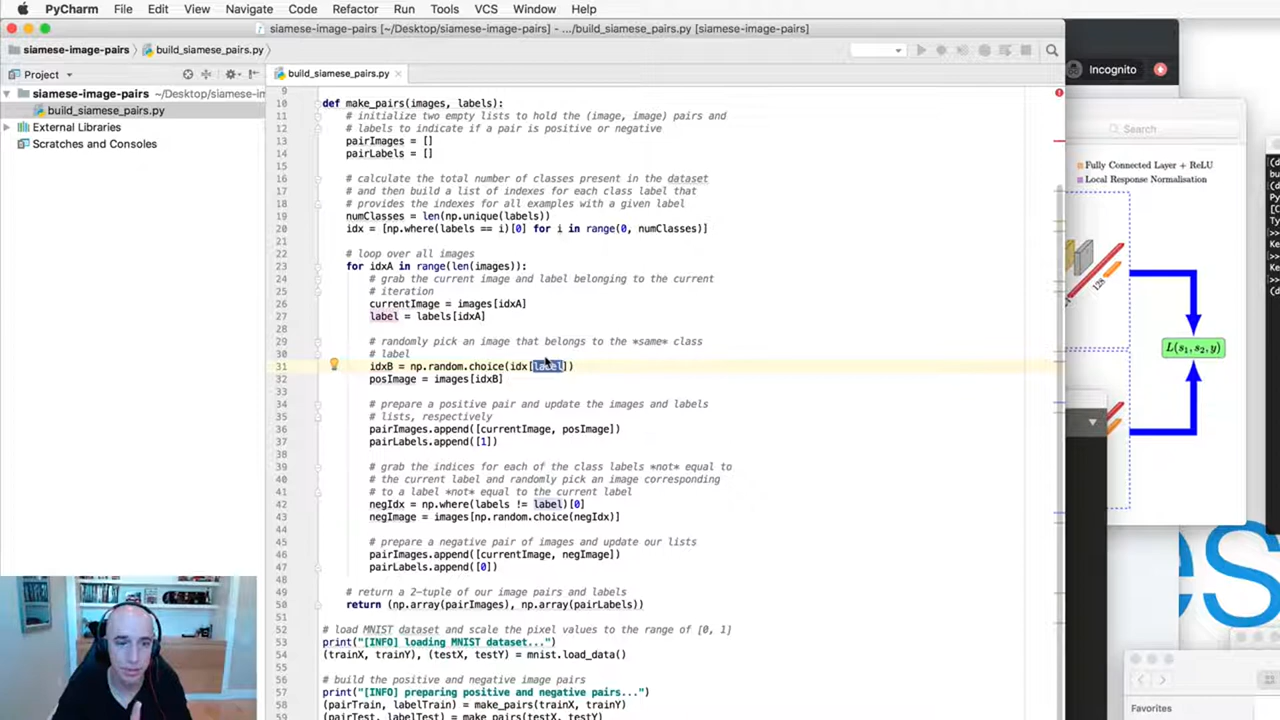 PyCharm File Edit View Navigate Code Refactor Run Tools VCS Window Help
siamese-image-pairs [~/Desktop/siamese-image-pairs] - .../build_siamese_pairs.py [siamese-image-pairs]
siamese-image-pairs build_siamese_pairs.py
Project
build_siamese_pairs.py
siamese-image-pairs ~/Desktop/siamese-im
build_siamese_pairs.py
External Libraries
Scratches and Consoles
9
10 def make_pairs(images, labels):
11 # initialize two empty lists to hold the (image, image) pairs and
12 # labels to indicate if a pair is positive or negative
13 pairImages = []
14 pairLabels = []
15
16 # calculate the total number of classes present in the dataset
17 # and then build a list of indexes for each class label that
18 # provides the indexes for all examples with a given label
19 numClasses = len(np.unique(labels))
20 idx = [np.where(labels == i)[0] for i in range(0, numClasses)]
21
22 # loop over all images
23 for idxA in range(len(images)):
24 # grab the current image and label belonging to the current
25 # iteration
26 currentImage = images[idxA]
27 label = labels[idxA]
28
29 # randomly pick an image that belongs to the *same* class
30 # label
31 idxB = np.random.choice(idx[label])
32 posImage = images[idxB]
33
34 # prepare a positive pair and update the images and labels
35 # lists, respectively
36 pairImages.append([currentImage, posImage])
37 pairLabels.append([1])
38
39 # grab the indices for each of the class labels *not* equal to
40 # the current label and randomly pick an image corresponding
41 # to a label *not* equal to the current label
42 negIdx = np.where(labels != label)[0]
43 negImage = images[np.random.choice(negIdx)]
44
45 # prepare a negative pair of images and update our lists
46 pairImages.append([currentImage, negImage])
47 pairLabels.append([0])
48
49 # return a 2-tuple of our image pairs and labels
50 return (np.array(pairImages), np.array(pairLabels))
51
52 # load MNIST dataset and scale the pixel values to the range of [0, 1]
53 print("[INFO] loading MNIST dataset...")
54 (trainX, trainY), (testX, testY) = mnist.load_data()
55
56 # build the positive and negative image pairs
57 print("[INFO] preparing positive and negative pairs...")
58 (pairTrain, labelTrain) = make_pairs(trainX, trainY)
59 (pairTest, labelTest) = make_pairs(testX, testY)
Incognito
Search
Fully Connected Layer + ReLU
Local Response Normalisation
128
L(s₁, s₂, y)
es
Favorites